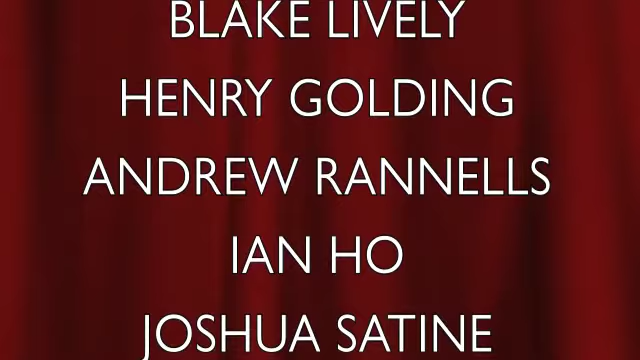 BLAKE LIVELY
HENRY GOLDING
ANDREW RANNELLS
IAN HO
JOSHUA SATINE